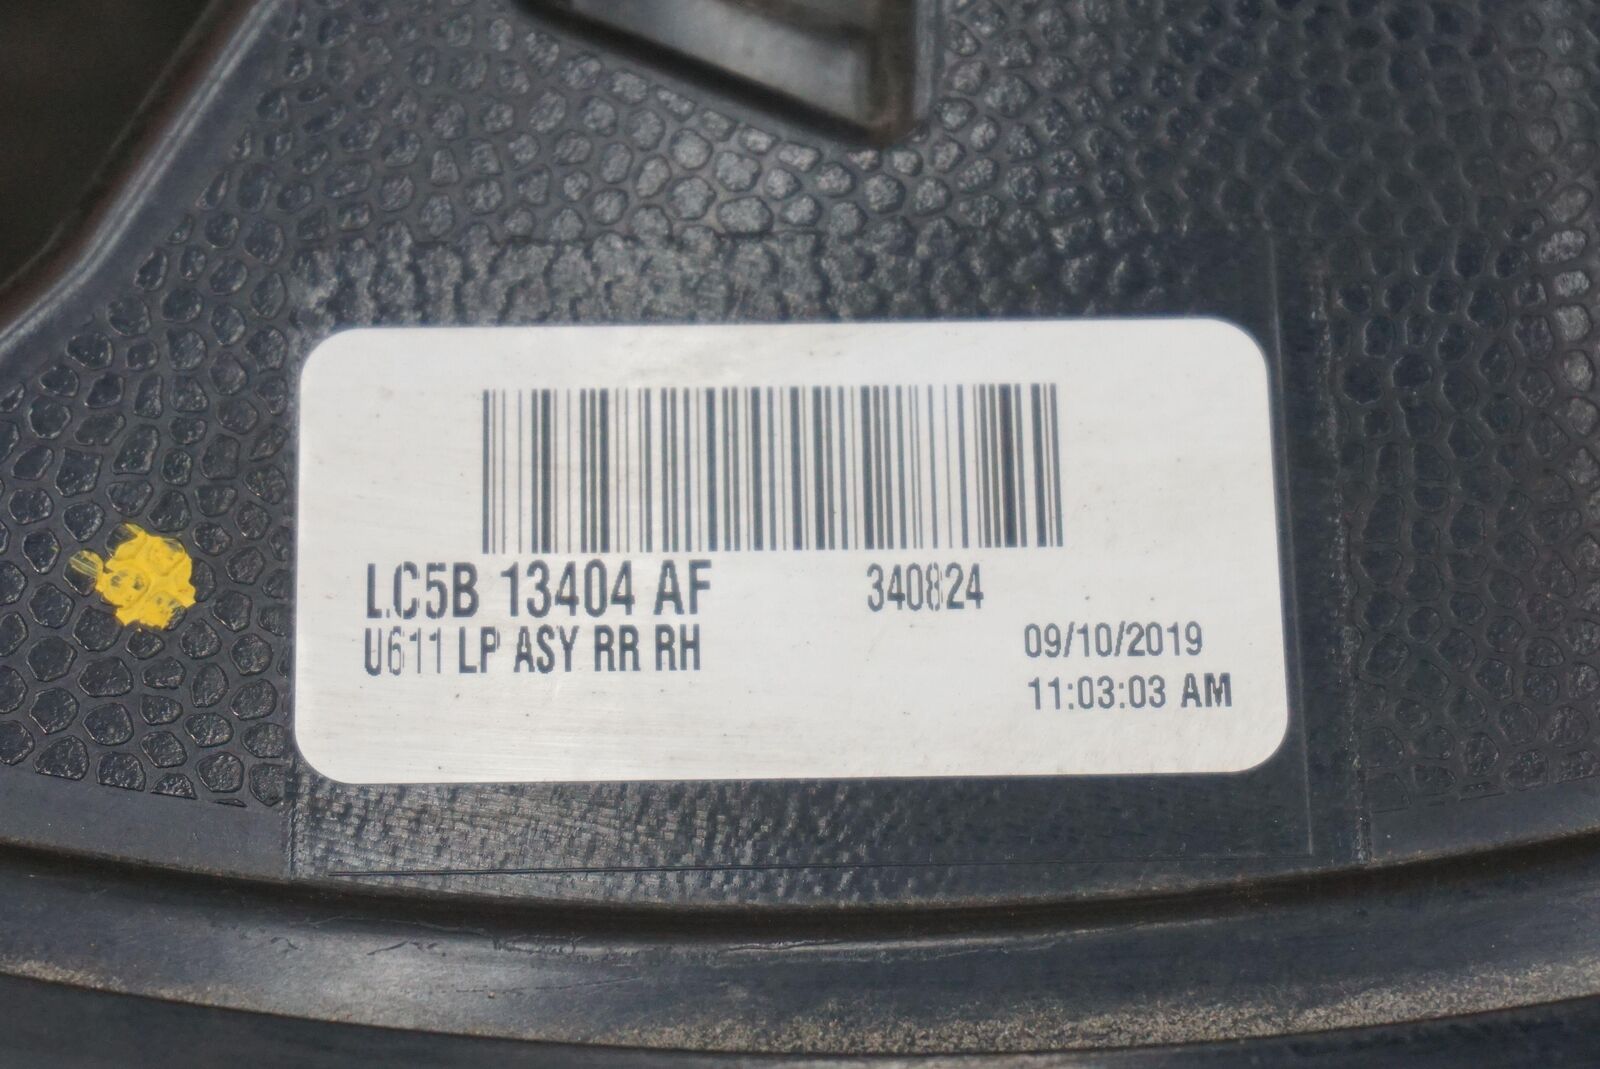 LC5B 13404 AF 340824
U611 LP ASY RR RH 09/10/2019
11:03:03 AM